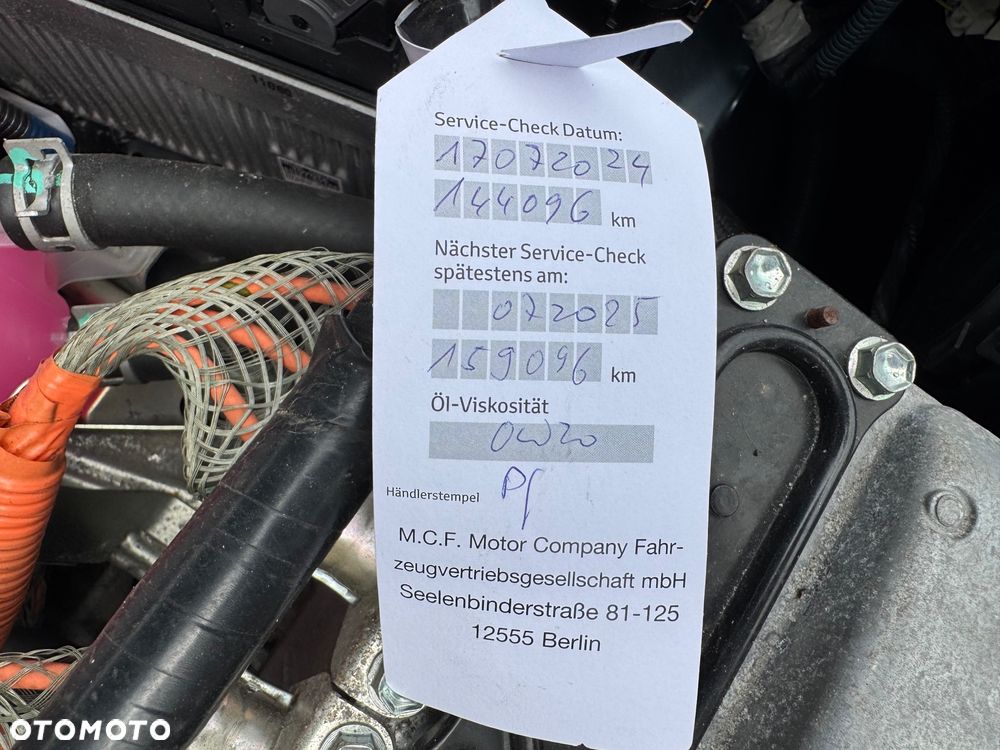 Service-Check Datum:
17072024
144096 km
Nächster Service-Check
spätestens am:
072025
159096 km
Öl-Viskosität
0W20
Händlerstempel
M.C.F. Motor Company Fahr-
zeugvertriebsgesellschaft mbH
Seelenbinderstraße 81-125
12555 Berlin
OTOMOTO